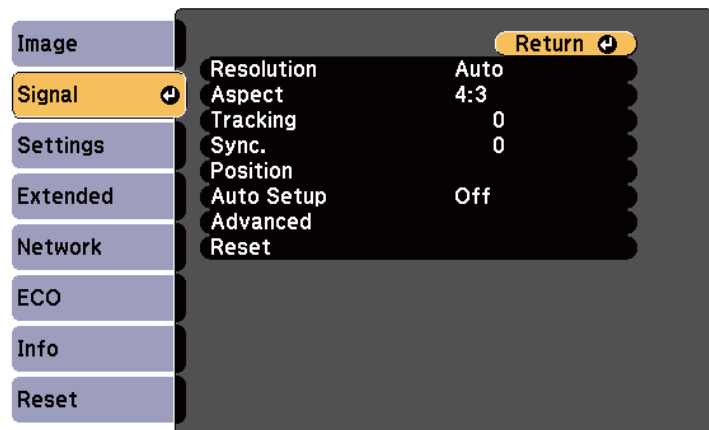 Image
Signal
Settings
Extended
Network
ECO
Info
Reset
Return
Resolution Auto
Aspect 4:3
Tracking 0
Sync. 0
Position
Auto Setup Off
Advanced
Reset